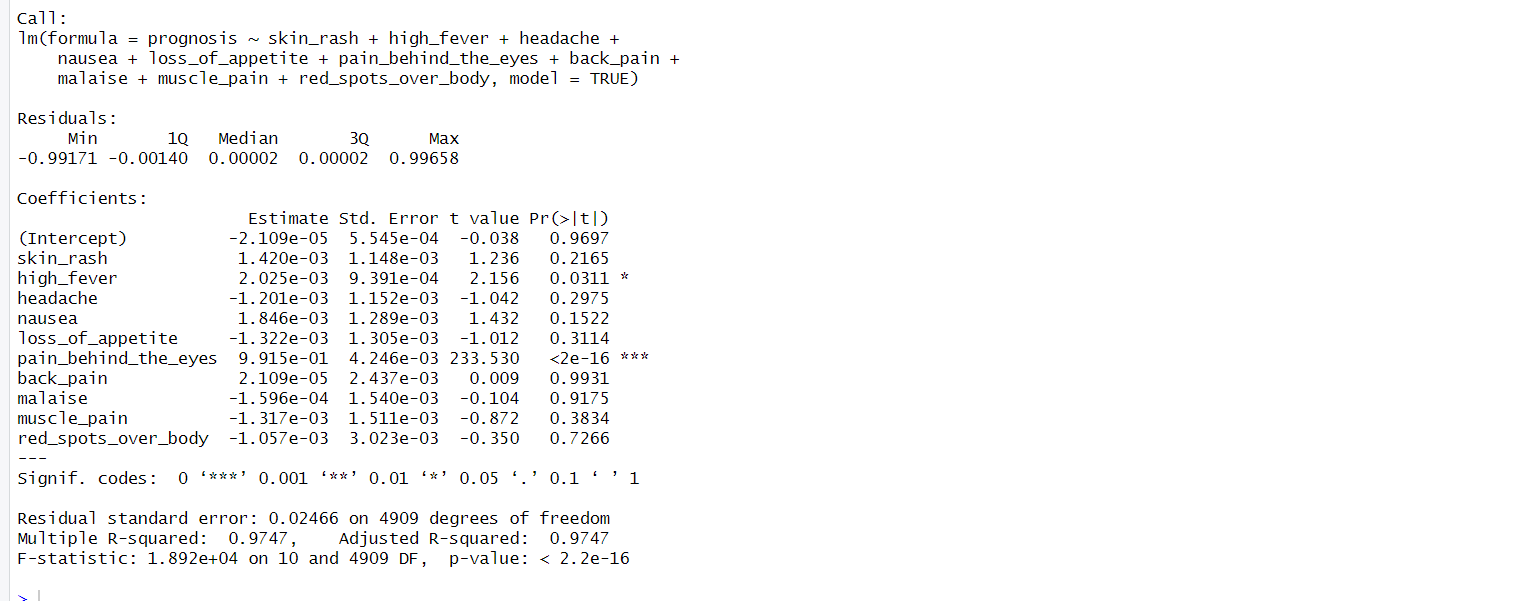 Call:
lm(formula = prognosis ~ skin_rash + high_fever + headache +
    nausea + loss_of_appetite + pain_behind_the_eyes + back_pain +
    malaise + muscle_pain + red_spots_over_body, model = TRUE)
Residuals:
     Min       1Q   Median       3Q      Max
-0.99171 -0.00140  0.00002  0.00002  0.99658
Coefficients:
                       Estimate Std. Error t value Pr(>|t|)
(Intercept)          -2.109e-05  5.545e-04  -0.038   0.9697
skin_rash             1.420e-03  1.148e-03   1.236   0.2165
high_fever            2.025e-03  9.391e-04   2.156   0.0311 *
headache             -1.201e-03  1.152e-03  -1.042   0.2975
nausea                1.846e-03  1.289e-03   1.432   0.1522
loss_of_appetite     -1.322e-03  1.305e-03  -1.012   0.3114
pain_behind_the_eyes  9.915e-01  4.246e-03 233.530   <2e-16 ***
back_pain             2.109e-05  2.437e-03   0.009   0.9931
malaise              -1.596e-04  1.540e-03  -0.104   0.9175
muscle_pain          -1.317e-03  1.511e-03  -0.872   0.3834
red_spots_over_body  -1.057e-03  3.023e-03  -0.350   0.7266
---
Signif. codes:  0 ‘***’ 0.001 ‘**’ 0.01 ‘*’ 0.05 ‘.’ 0.1 ‘ ’ 1
Residual standard error: 0.02466 on 4909 degrees of freedom
Multiple R-squared:  0.9747,    Adjusted R-squared:  0.9747
F-statistic: 1.892e+04 on 10 and 4909 DF,  p-value: < 2.2e-16
>